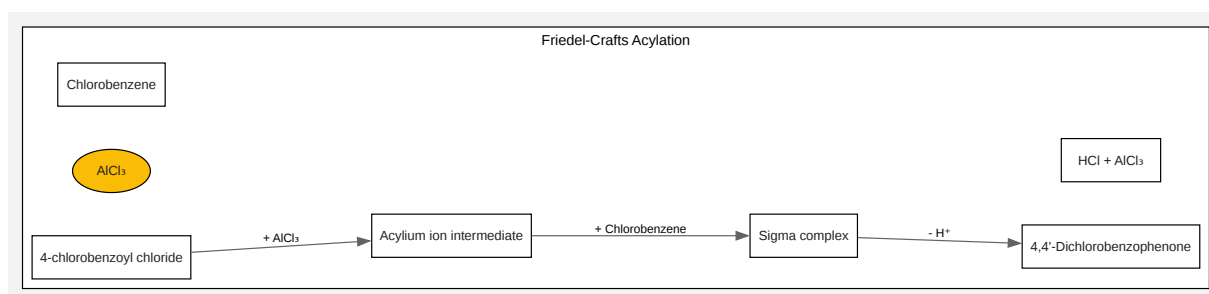 Friedel-Crafts Acylation
Chlorobenzene
AlCl₃
HCl + AlCl₃
4-chlorobenzoyl chloride
+ AlCl₃
Acylium ion intermediate
+ Chlorobenzene
Sigma complex
- H⁺
4,4'-Dichlorobenzophenone